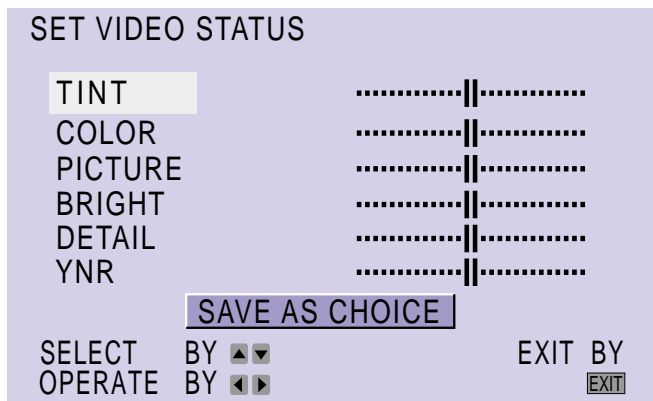 SET VIDEO STATUS
TINT
COLOR
PICTURE
BRIGHT
DETAIL
YNR
SAVE AS CHOICE
SELECT BY ▲▼ EXIT BY
OPERATE BY ◀▶ EXIT